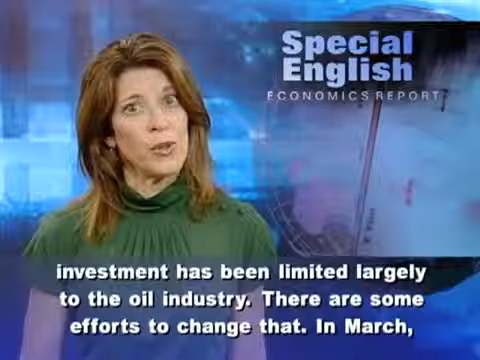 Special
English
ECONOMICS REPORT
investment has been limited largely
to the oil industry. There are some
efforts to change that. In March,